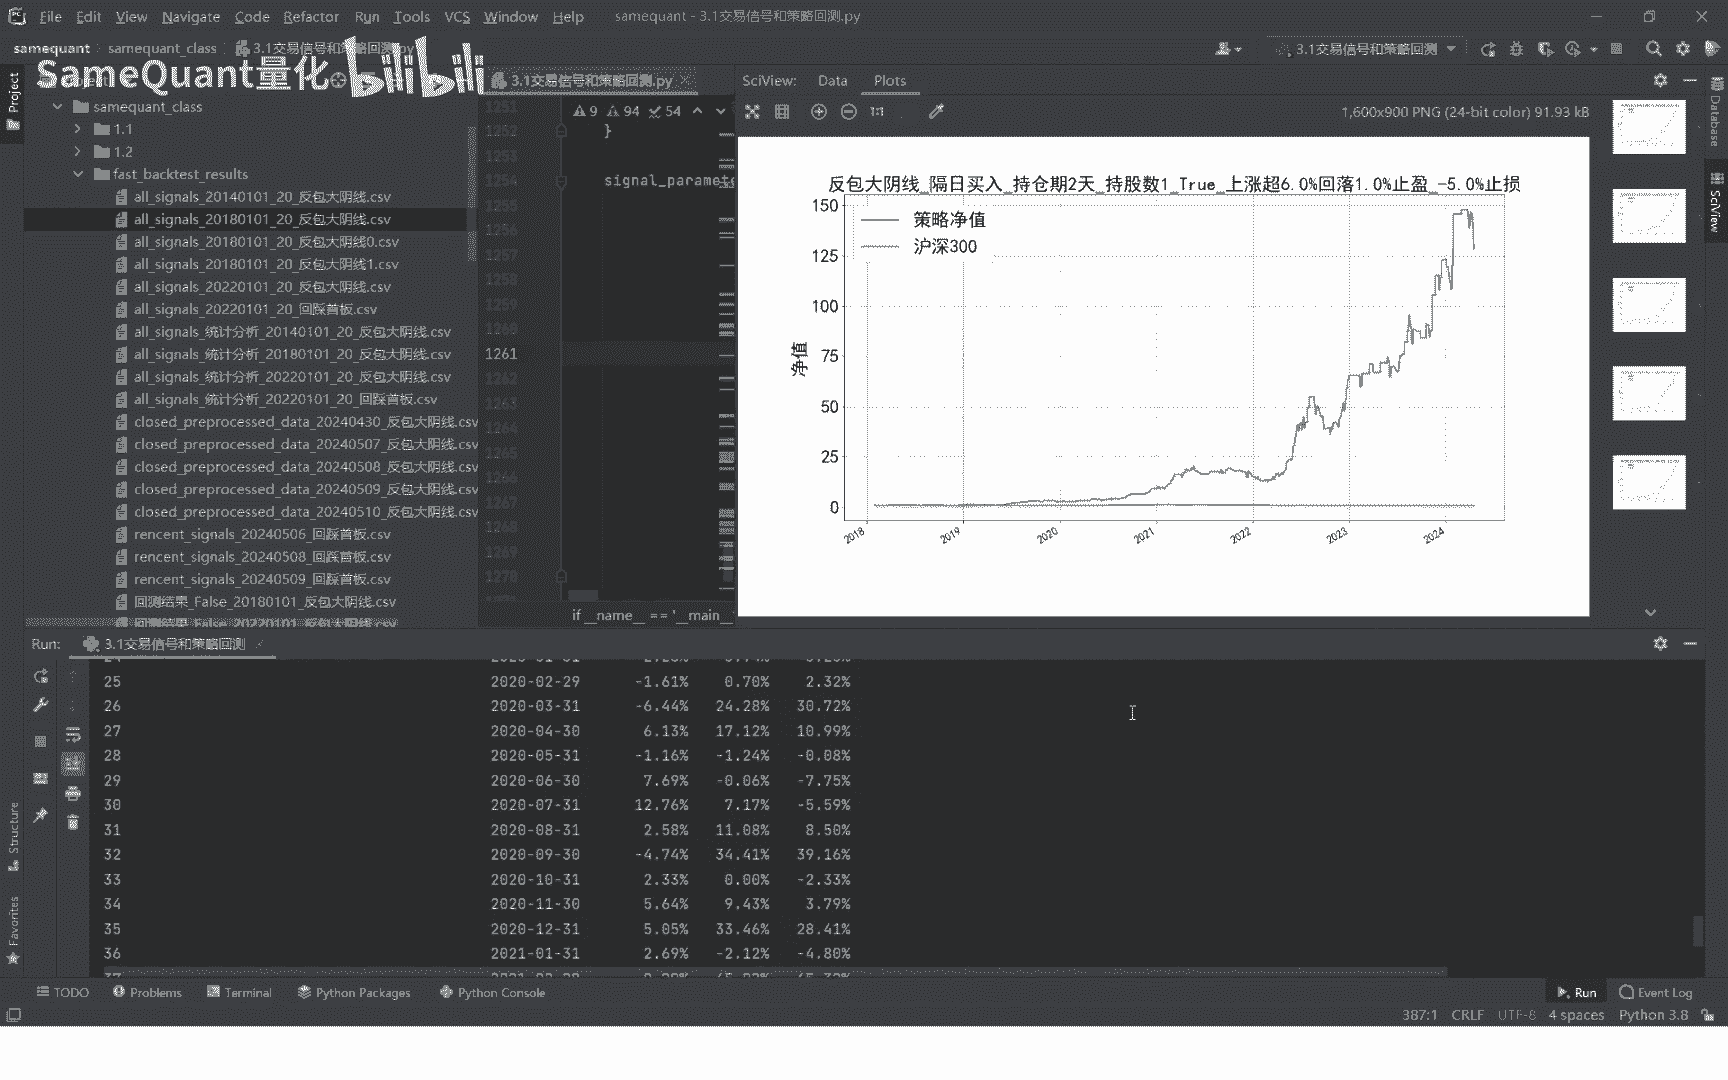 File Edit View Navigate Code Refactor Run Tools VCS Window Help samequant - 3.1交易信号和策略回测.py
samequant samequant_class 3.1交易信号和策略回测.py
3.1交易信号和策略回测
SameQuant量化 bilibili
Project
3.1交易信号和策略回测.py
SciView: Data Plots
samequant_class
1.1
1.2
fast_backtest_results
all_signals_20140101_20_反包大阴线.csv
all_signals_20180101_20_反包大阴线.csv
all_signals_20180101_20_反包大阴线0.csv
all_signals_20180101_20_反包大阴线1.csv
all_signals_20220101_20_反包大阴线.csv
all_signals_20220101_20_回踩首板.csv
all_signals_统计分析_20140101_20_反包大阴线.csv
all_signals_统计分析_20180101_20_反包大阴线.csv
all_signals_统计分析_20220101_20_反包大阴线.csv
all_signals_统计分析_20220101_20_回踩首板.csv
closed_preprocessed_data_20240430_反包大阴线.csv
closed_preprocessed_data_20240507_反包大阴线.csv
closed_preprocessed_data_20240508_反包大阴线.csv
closed_preprocessed_data_20240509_反包大阴线.csv
closed_preprocessed_data_20240510_反包大阴线.csv
rencent_signals_20240506_回踩首板.csv
rencent_signals_20240508_回踩首板.csv
rencent_signals_20240509_回踩首板.csv
回测结果_False_20180101_反包大阴线.csv
9 94 54
1251
1252 }
1253
1254 signal_paramet
1255
1256
1257
1258
1259
1260
1261
1262
1263
1264
1265
1266
1267
1268
1269
1270
if __name__ == '__main__
1:1
1,600x900 PNG (24-bit color) 91.93 kB
反包大阴线_隔日买入_持仓期2天_持股数1_True_上涨超6.0%回落1.0%止盈_-5.0%止损
策略净值
沪深300
净值
150
125
100
75
50
25
0
2018 2019 2020 2021 2022 2023 2024
Database
SciView
Run: 3.1交易信号和策略回测
25 2020-02-29 -1.61% 0.70% 2.32%
26 2020-03-31 -6.44% 24.28% 30.72%
27 2020-04-30 6.13% 17.12% 10.99%
28 2020-05-31 -1.16% -1.24% -0.08%
29 2020-06-30 7.69% -0.06% -7.75%
30 2020-07-31 12.76% 7.17% -5.59%
31 2020-08-31 2.58% 11.08% 8.50%
32 2020-09-30 -4.74% 34.41% 39.16%
33 2020-10-31 2.33% 0.00% -2.33%
34 2020-11-30 5.64% 9.43% 3.79%
35 2020-12-31 5.05% 33.46% 28.41%
36 2021-01-31 2.69% -2.12% -4.80%
Structure
Favorites
TODO Problems Terminal Python Packages Python Console Run Event Log
387:1 CRLF UTF-8 4 spaces Python 3.8